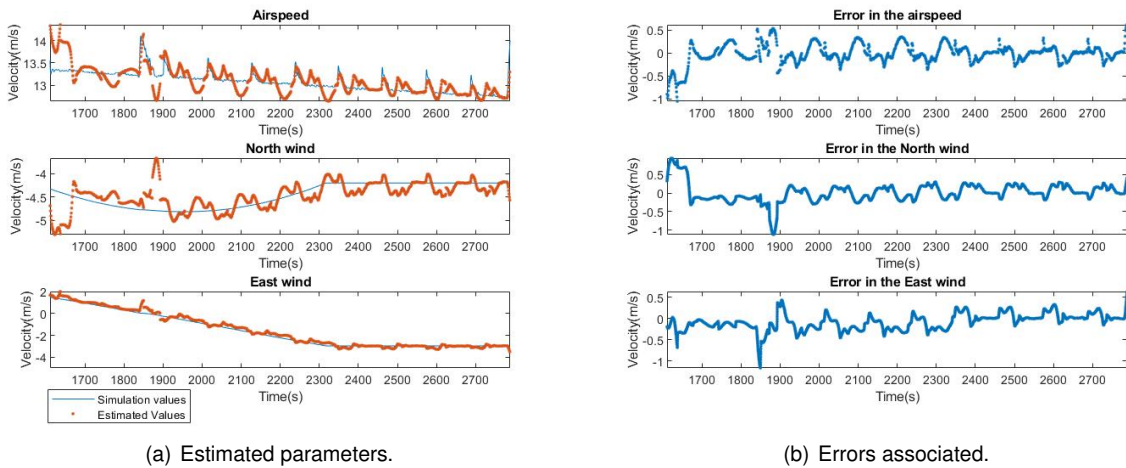 Airspeed
Velocity(m/s)
14
13.5
13
1700 1800 1900 2000 2100 2200 2300 2400 2500 2600 2700
Time(s)
North wind
Velocity(m/s)
-4
-4.5
-5
1700 1800 1900 2000 2100 2200 2300 2400 2500 2600 2700
Time(s)
East wind
Velocity(m/s)
2
0
-2
-4
1700 1800 1900 2000 2100 2200 2300 2400 2500 2600 2700
Time(s)
Simulation values
Estimated Values
(a) Estimated parameters.
Error in the airspeed
Velocity(m/s)
0.5
0
-0.5
-1
1700 1800 1900 2000 2100 2200 2300 2400 2500 2600 2700
Time(s)
Error in the North wind
Velocity(m/s)
0.5
0
-0.5
-1
1700 1800 1900 2000 2100 2200 2300 2400 2500 2600 2700
Time(s)
Error in the East wind
Velocity(m/s)
0.5
0
-0.5
-1
1700 1800 1900 2000 2100 2200 2300 2400 2500 2600 2700
Time(s)
(b) Errors associated.